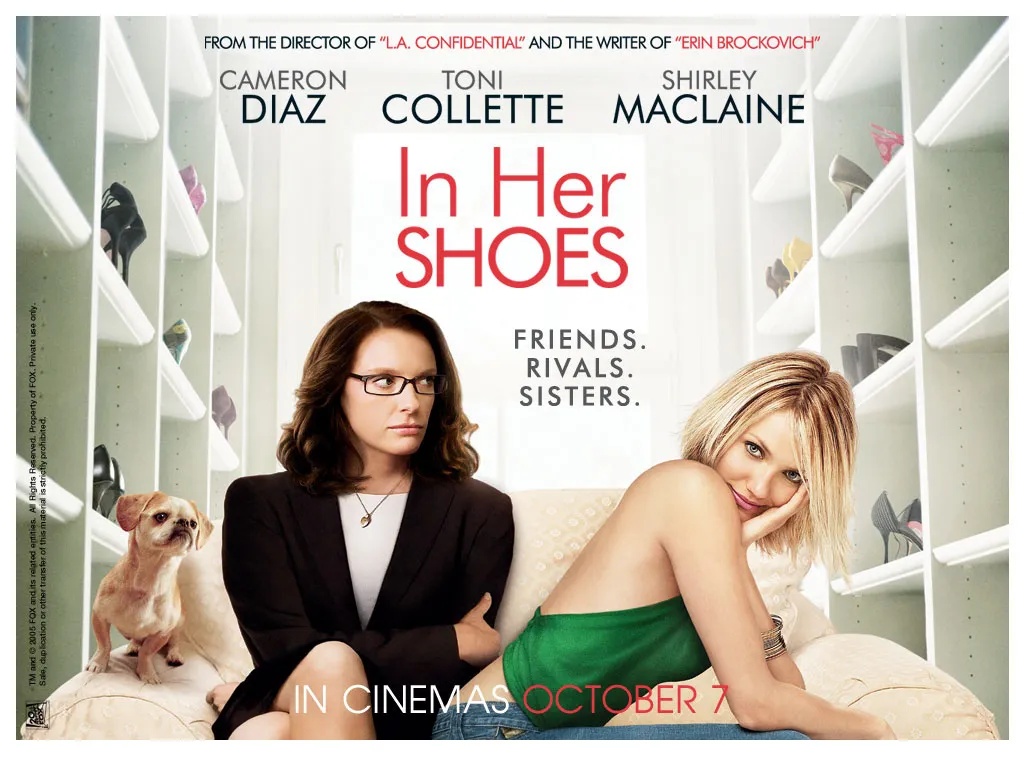 FROM THE DIRECTOR OF “L.A. CONFIDENTIAL” AND THE WRITER OF “ERIN BROCKOVICH”
CAMERON DIAZ
TONI COLLETTE
SHIRLEY MACLAINE
In Her
SHOES
FRIENDS.
RIVALS.
SISTERS.
IN CINEMAS OCTOBER 7
TM and © 2005 FOX and its related entities. All Rights Reserved. Property of FOX. Private use only.
Sale, duplication or other transfer of this material is strictly prohibited.
20th
FOX